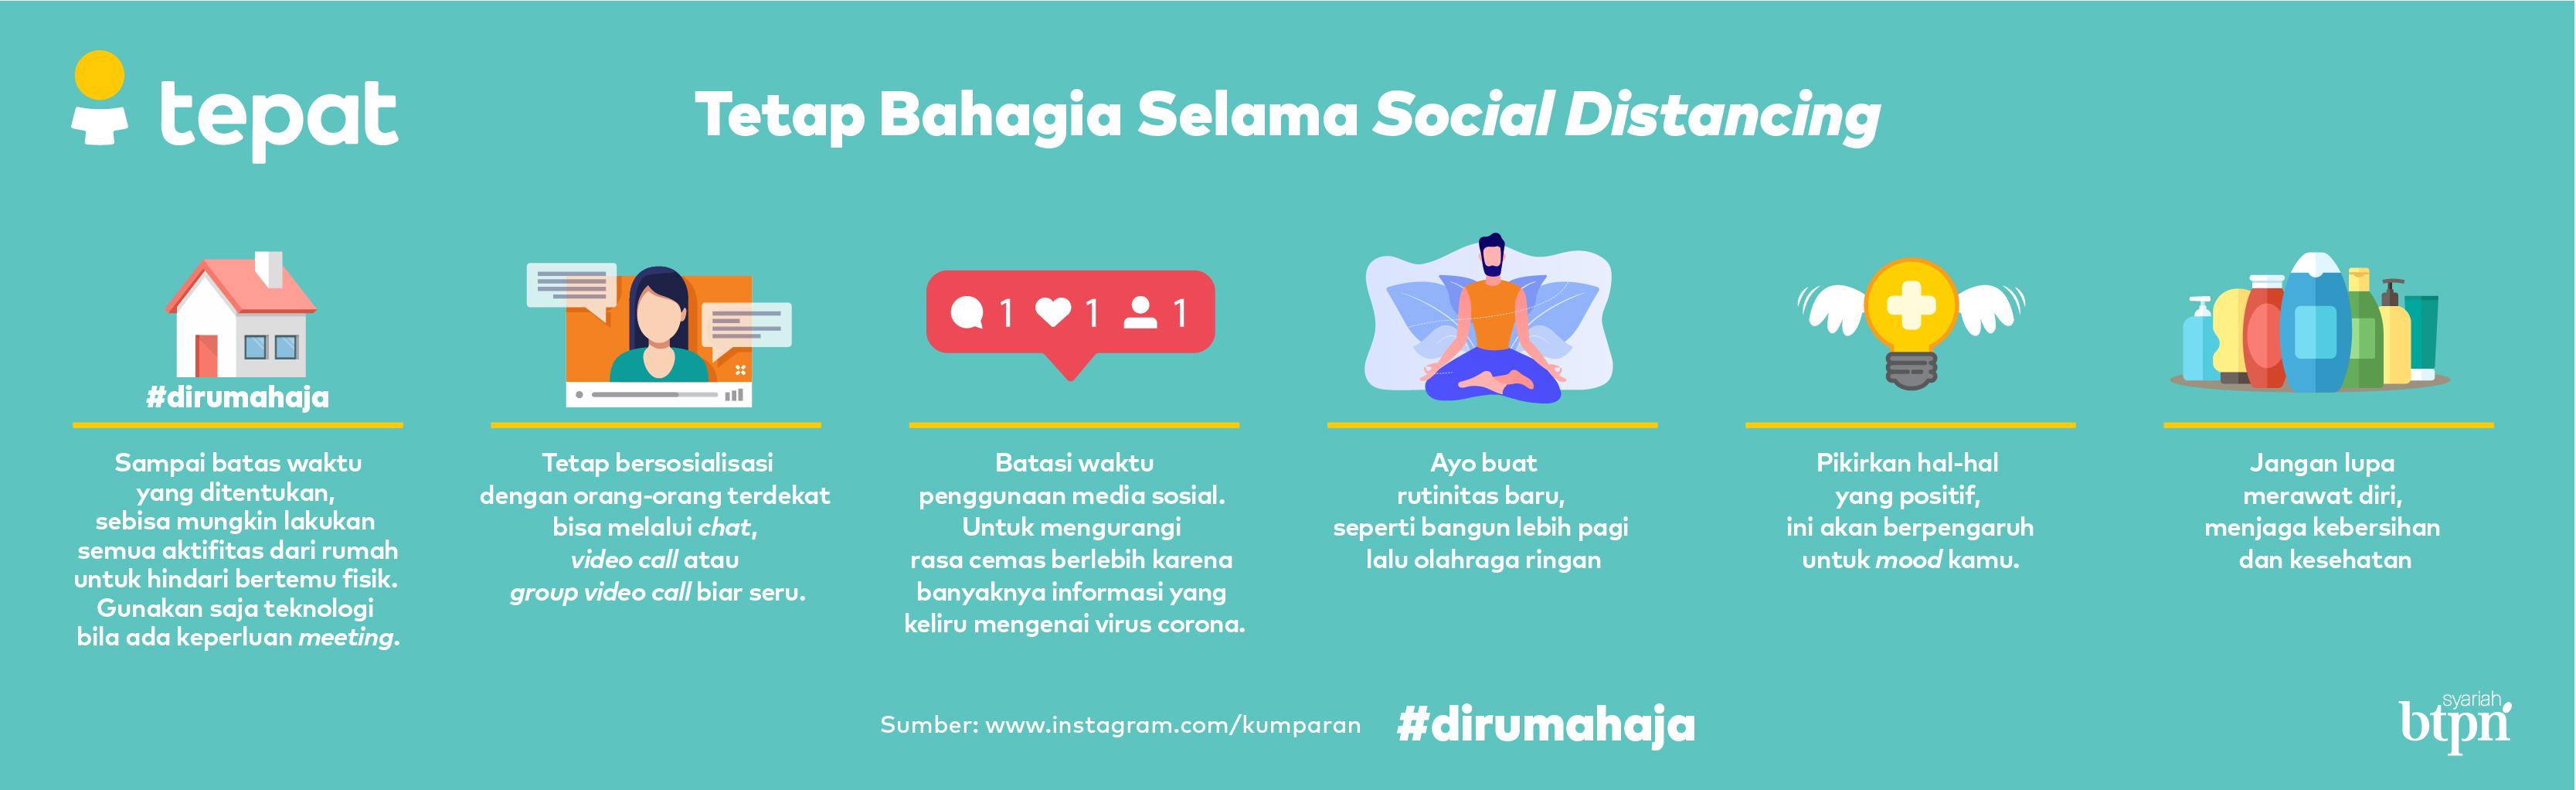 tepat
Tetap Bahagia Selama Social Distancing
#dirumahaja
Sampai batas waktu
yang ditentukan,
sebisa mungkin lakukan
semua aktifitas dari rumah
untuk hindari bertemu fisik.
Gunakan saja teknologi
bila ada keperluan meeting.
Tetap bersosialisasi
dengan orang-orang terdekat
bisa melalui chat,
video call atau
group video call biar seru.
1 1 1
Batasi waktu
penggunaan media sosial.
Untuk mengurangi
rasa cemas berlebih karena
banyaknya informasi yang
keliru mengenai virus corona.
Ayo buat
rutinitas baru,
seperti bangun lebih pagi
lalu olahraga ringan
Pikirkan hal-hal
yang positif,
ini akan berpengaruh
untuk mood kamu.
Jangan lupa
merawat diri,
menjaga kebersihan
dan kesehatan
Sumber: www.instagram.com/kumparan
#dirumahaja
syariah
btpn